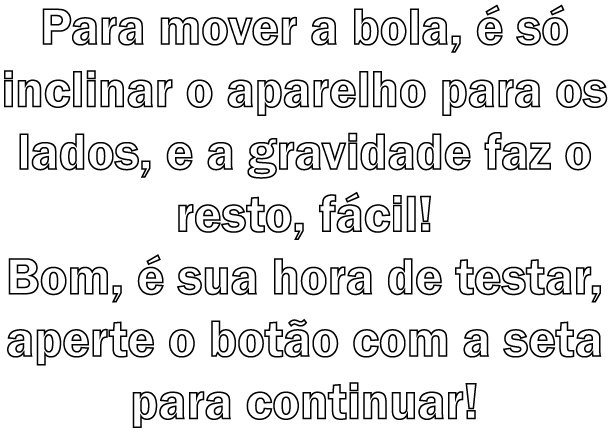 Para mover a bola, é só
inclinar o aparelho para os
lados, e a gravidade faz o
resto, fácil!
Bom, é sua hora de testar,
aperte o botão com a seta
para continuar!